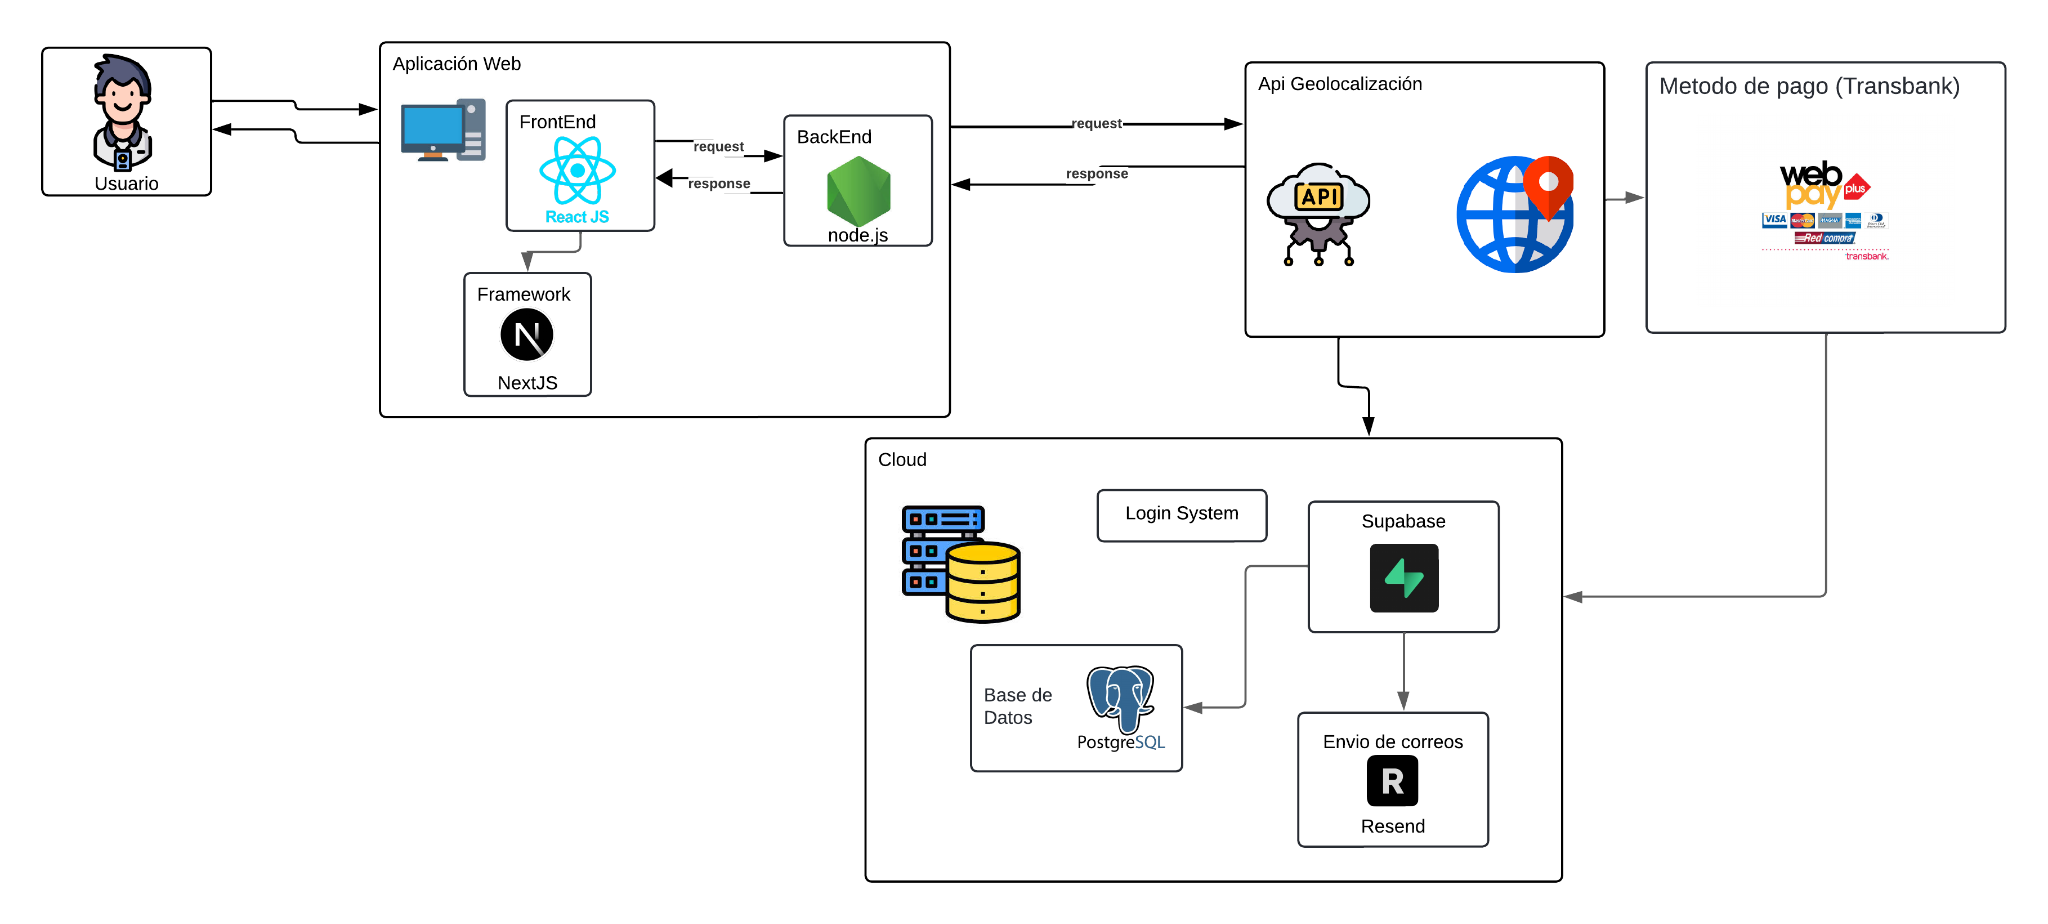 Usuario
Aplicación Web
FrontEnd
React JS
request
response
BackEnd
node.js
Framework
N
NextJS
request
response
Api Geolocalización
API
Metodo de pago (Transbank)
web
pay plus
VISA
Redcompra
transbank.
Cloud
Login System
Supabase
Base de
Datos
PostgreSQL
Envio de correos
R
Resend